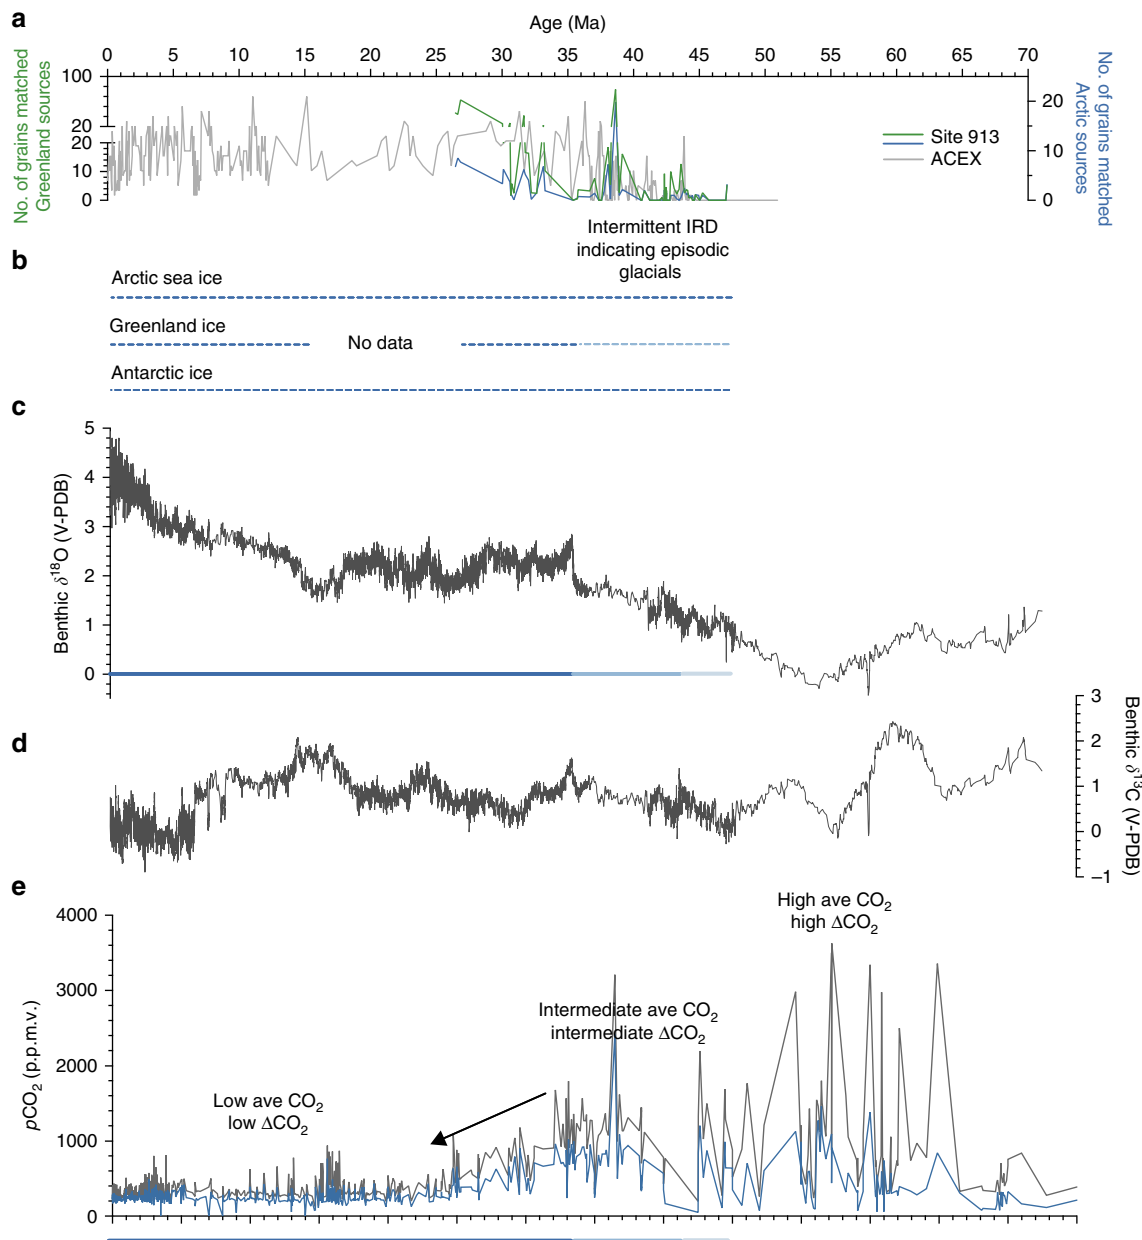 a
Age (Ma)
0 5 10 15 20 25 30 35 40 45 50 55 60 65 70
No. of grains matched
Greenland sources
100
20
20
10
0
20
10
0
No. of grains matched
Arctic sources
Site 913
ACEX
Intermittent IRD
indicating episodic
glacials
b
Arctic sea ice
Greenland ice
No data
Antarctic ice
c
Benthic δ¹⁸O (V-PDB)
5
4
3
2
1
0
d
3
2
1
0
−1
Benthic δ¹³C (V-PDB)
e
pCO₂ (p.p.m.v.)
4000
3000
2000
1000
0
High ave CO₂
high ΔCO₂
Intermediate ave CO₂
intermediate ΔCO₂
Low ave CO₂
low ΔCO₂